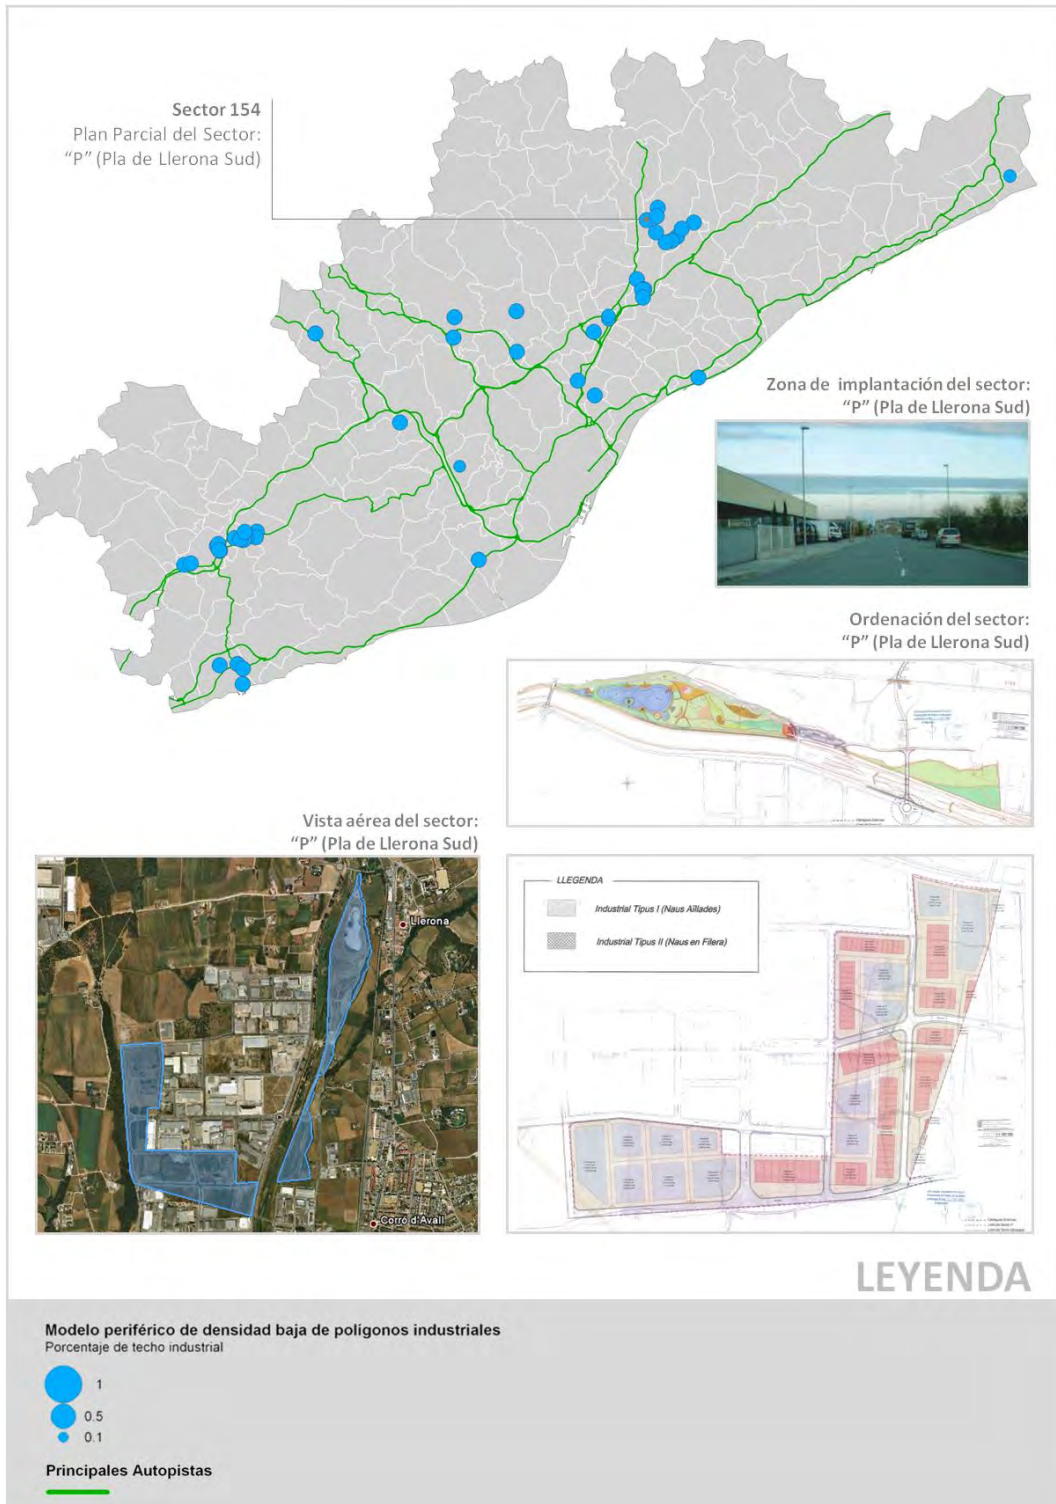 Sector 154
Plan Parcial del Sector:
“P” (Pla de Llerona Sud)
Zona de implantación del sector:
“P” (Pla de Llerona Sud)
Ordenación del sector:
“P” (Pla de Llerona Sud)
Vista aérea del sector:
“P” (Pla de Llerona Sud)
Llerona
Corró d'Avall
LLEGENDA
Industrial Tipus I (Naus Aïllades)
Industrial Tipus II (Naus en Filera)
LEYENDA
Modelo periférico de densidad baja de polígonos industriales
Porcentaje de techo industrial
1
0.5
0.1
Principales Autopistas